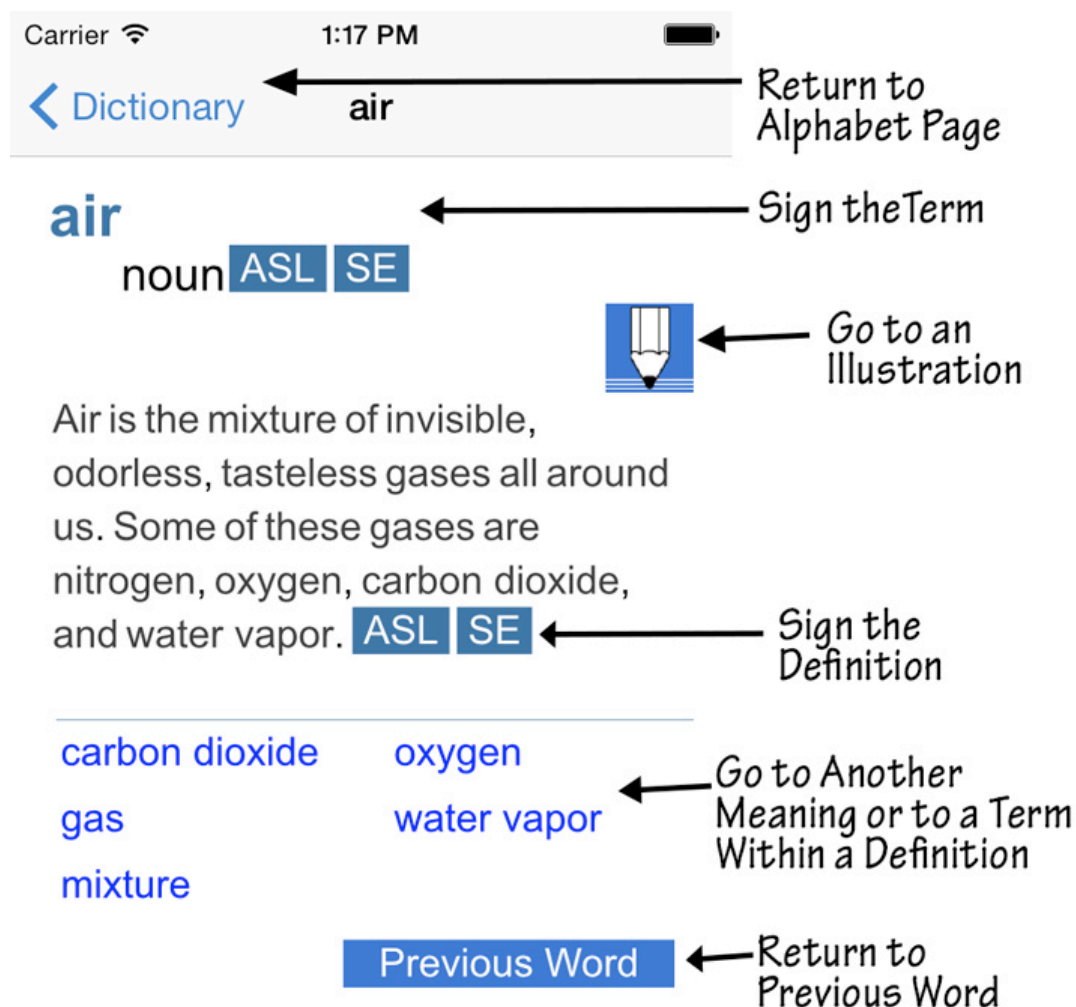 Carrier 1:17 PM
Dictionary air
Return to
Alphabet Page
air
Sign theTerm
noun ASL SE
Go to an
Illustration
Air is the mixture of invisible,
odorless, tasteless gases all around
us. Some of these gases are
nitrogen, oxygen, carbon dioxide,
and water vapor. ASL SE
Sign the
Definition
carbon dioxide oxygen
gas water vapor
mixture
Go to Another
Meaning or to a Term
Within a Definition
Previous Word
Return to
Previous Word